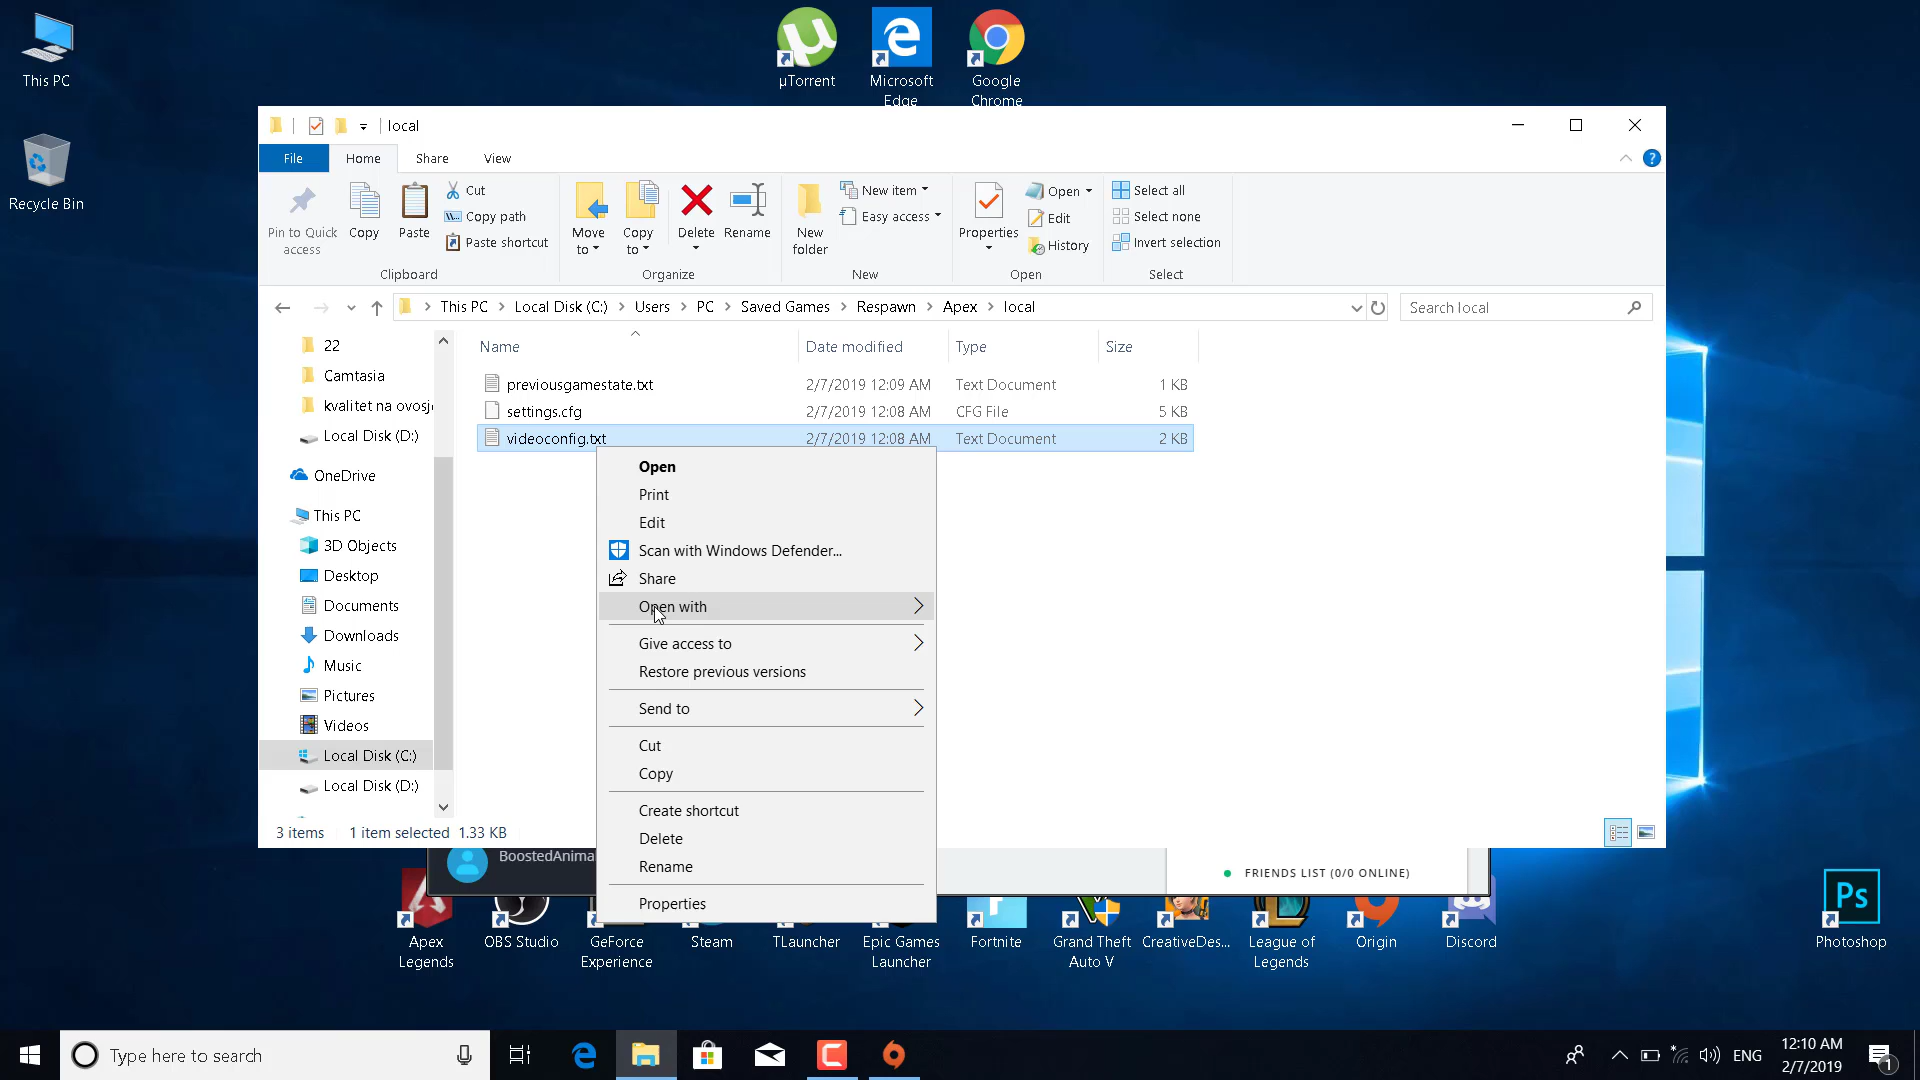 This PC
Recycle Bin
µTorrent
Microsoft
Edge
Google
Chrome
local
File
Home
Share
View
Pin to Quick
access
Copy
Paste
Cut
Copy path
Paste shortcut
Clipboard
Move
to
Copy
to
Delete
Rename
Organize
New
folder
New item
Easy access
New
Properties
Open
Edit
History
Open
Select all
Select none
Invert selection
Select
This PC > Local Disk (C:) > Users > PC > Saved Games > Respawn > Apex > local
Search local
22
Camtasia
kvalitet na ovosj
Local Disk (D:)
OneDrive
This PC
3D Objects
Desktop
Documents
Downloads
Music
Pictures
Videos
Local Disk (C:)
Local Disk (D:)
Name Date modified Type Size
previousgamestate.txt 2/7/2019 12:09 AM Text Document 1 KB
settings.cfg 2/7/2019 12:08 AM CFG File 5 KB
videoconfig.txt 2/7/2019 12:08 AM Text Document 2 KB
Open
Print
Edit
Scan with Windows Defender...
Share
Open with
Give access to
Restore previous versions
Send to
Cut
Copy
Create shortcut
Delete
Rename
Properties
3 items 1 item selected 1.33 KB
BoostedAnima
FRIENDS LIST (0/0 ONLINE)
Apex
Legends
OBS Studio
GeForce
Experience
Steam
TLauncher
Epic Games
Launcher
Fortnite
Grand Theft
Auto V
CreativeDes...
League of
Legends
Origin
Discord
Ps
Photoshop
Type here to search
ENG
12:10 AM
2/7/2019
1